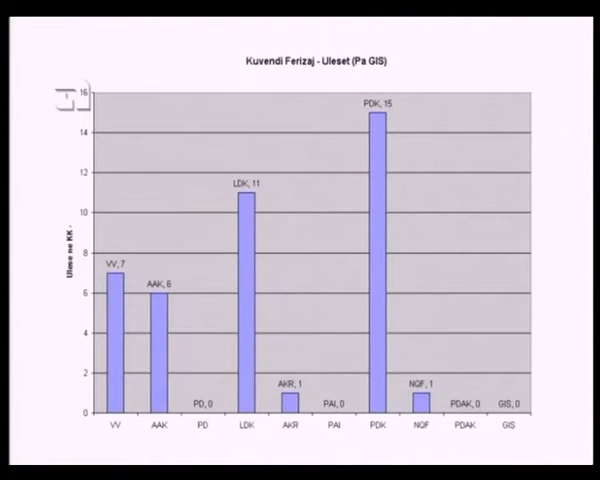 Kuvendi Ferizaj - Uleset (Pa GIS)
Ulese ne KK -
16
14
12
10
8
6
4
2
0
VV, 7
AAK, 6
PD, 0
LDK, 11
AKR, 1
PAI, 0
PDK, 15
NQF, 1
PDAK, 0
GIS, 0
VV AAK PD LDK AKR PAI PDK NQF PDAK GIS